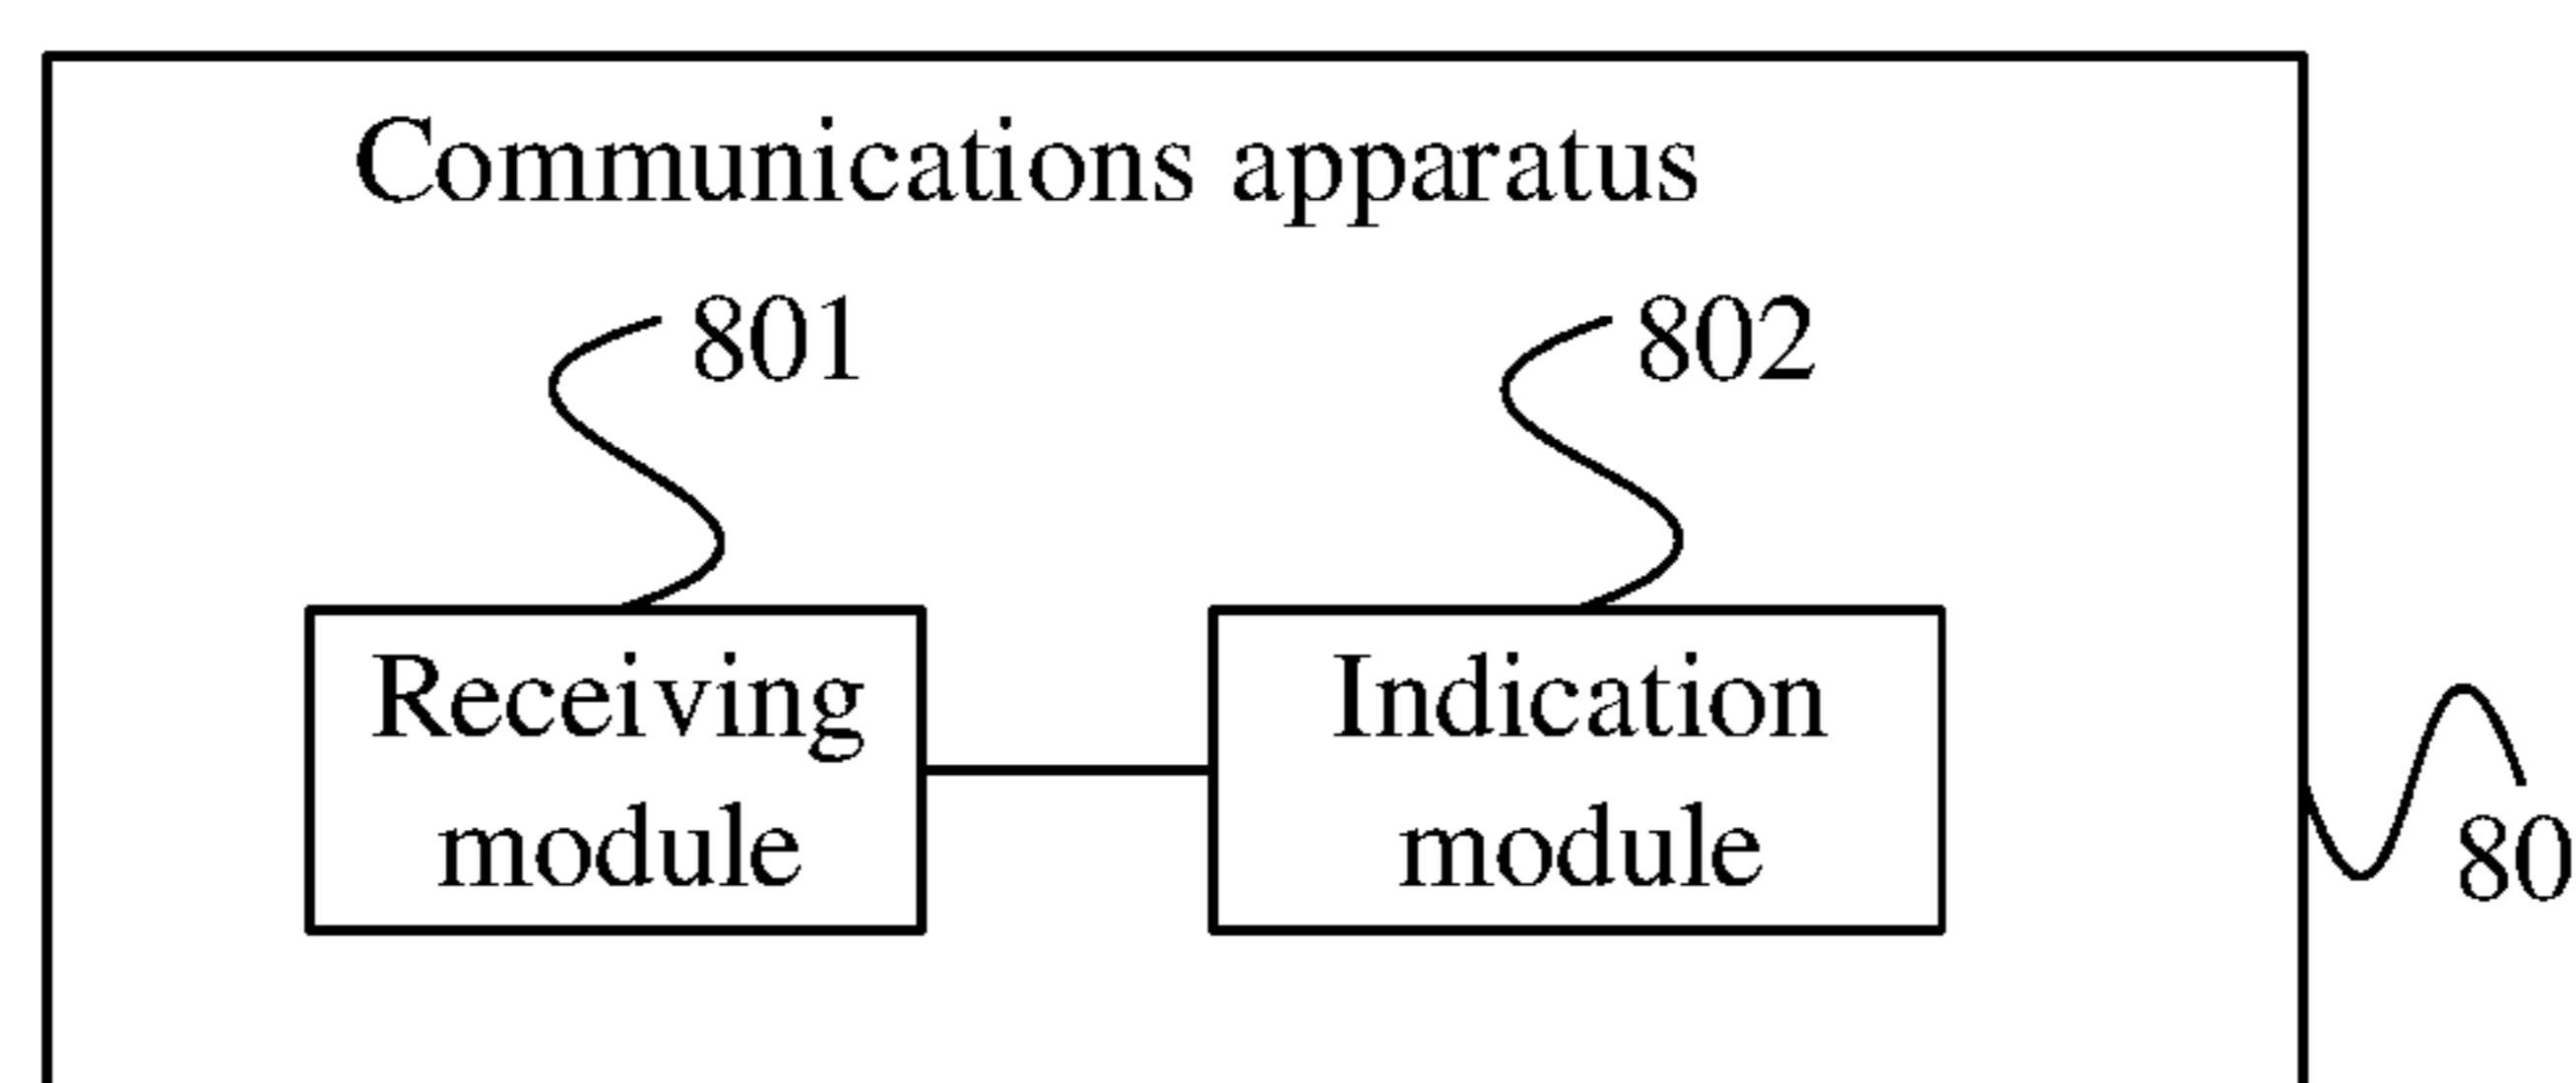 Communications apparatus
801
802
Receiving
module
Indication
module
80